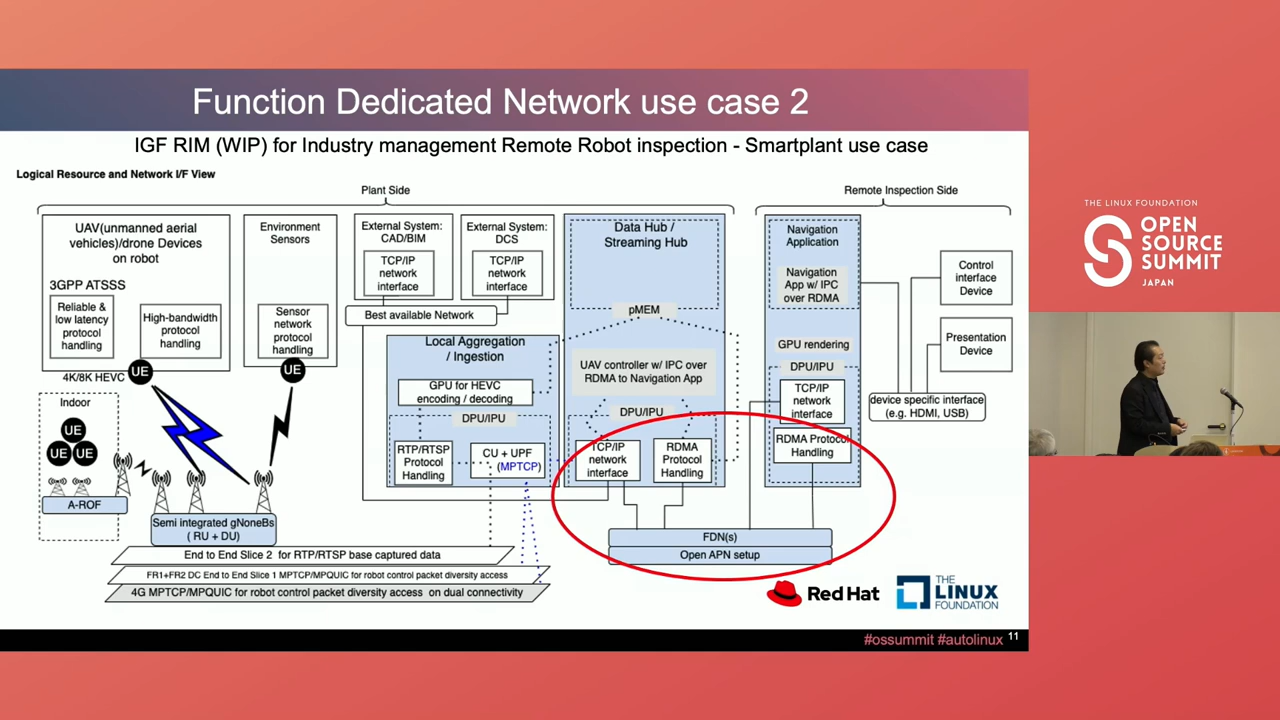 Function Dedicated Network use case 2
IGF RIM (WIP) for Industry management Remote Robot inspection - Smartplant use case
Logical Resource and Network I/F View
Plant Side
Remote Inspection Side
UAV(unmanned aerial
vehicles)/drone Devices
on robot
3GPP ATSSS
Reliable &
low latency
protocol
handling
High-bandwidth
protocol
handling
4K/8K HEVC
UE
Environment
Sensors
Sensor
network
protocol
handling
UE
External System:
CAD/BIM
TCP/IP
network
interface
External System:
DCS
TCP/IP
network
interface
Best available Network
Local Aggregation
/ Ingestion
GPU for HEVC
encoding / decoding
DPU/IPU
RTP/RTSP
Protocol
Handling
CU + UPF
(MPTCP)
Data Hub /
Streaming Hub
pMEM
UAV controller w/ IPC over
RDMA to Navigation App
DPU/IPU
TCP/IP
network
interface
RDMA
Protocol
Handling
Navigation
Application
Navigation
App w/ IPC
over RDMA
GPU rendering
DPU/IPU
TCP/IP
network
interface
RDMA Protocol
Handling
Control
interface
Device
Presentation
Device
device specific interface
(e.g. HDMI, USB)
Indoor
UE
UE UE
A-ROF
Semi integrated gNoneBs
( RU + DU)
FDN(s)
Open APN setup
End to End Slice 2 for RTP/RTSP base captured data
FR1+FR2 DC End to End Slice 1 MPTCP/MPQUIC for robot control packet diversity access
4G MPTCP/MPQUIC for robot control packet diversity access on dual connectivity
Red Hat
THE
LINUX
FOUNDATION
#ossummit #autolinux 11
THE LINUX FOUNDATION
OPEN
SOURCE
SUMMIT
JAPAN